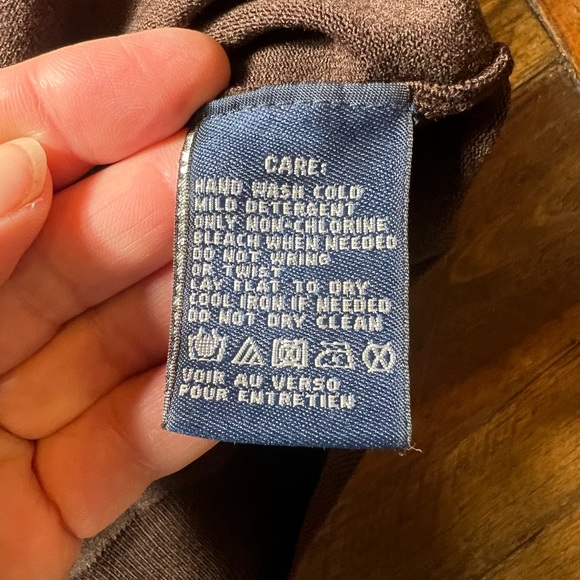 CARE:
HAND WASH COLD
MILD DETERGENT
ONLY NON-CHLORINE
BLEACH WHEN NEEDED
DO NOT WRING
OR TWIST
LAY FLAT TO DRY
COOL IRON IF NEEDED
DO NOT DRY CLEAN
VOIR AU VERSO
POUR ENTRETIEN